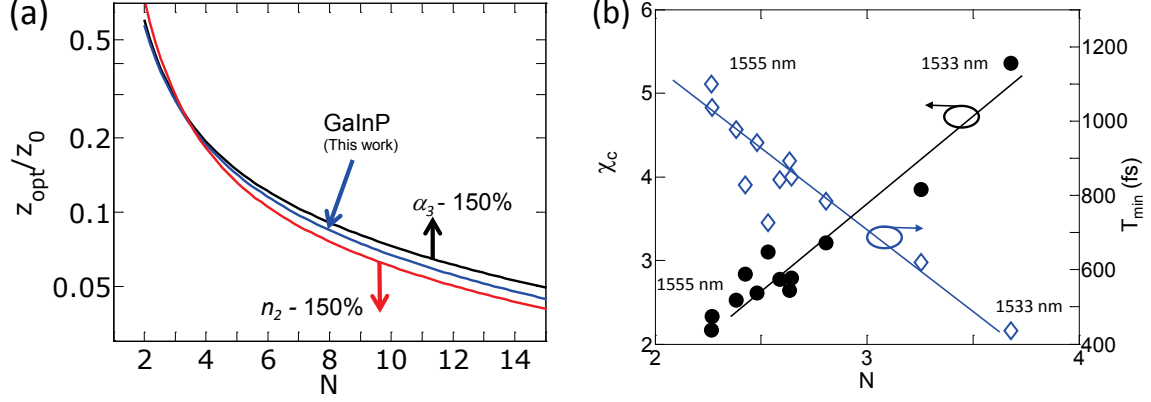 (a)
0.5
0.2
0.1
0.05
z_opt/z_0
GaInP
(This work)
α_3 - 150%
n_2 - 150%
2 4 6 8 10 12 14
N
(b)
6
5
4
3
2
χ_c
1555 nm
1533 nm
1555 nm
1533 nm
1200
1000
800
600
400
T_min (fs)
2 3 4
N